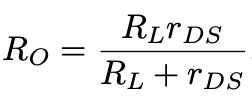 R_O = \frac{R_L r_{DS}}{R_L + r_{DS}}